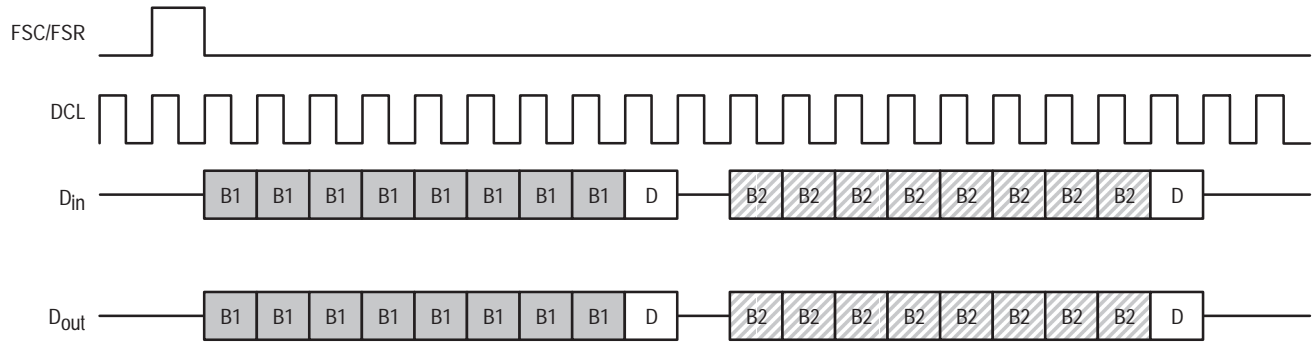 FSC/FSR
DCL
Din B1 B1 B1 B1 B1 B1 B1 B1 D B2 B2 B2 B2 B2 B2 B2 B2 D
Dout B1 B1 B1 B1 B1 B1 B1 B1 D B2 B2 B2 B2 B2 B2 B2 B2 D